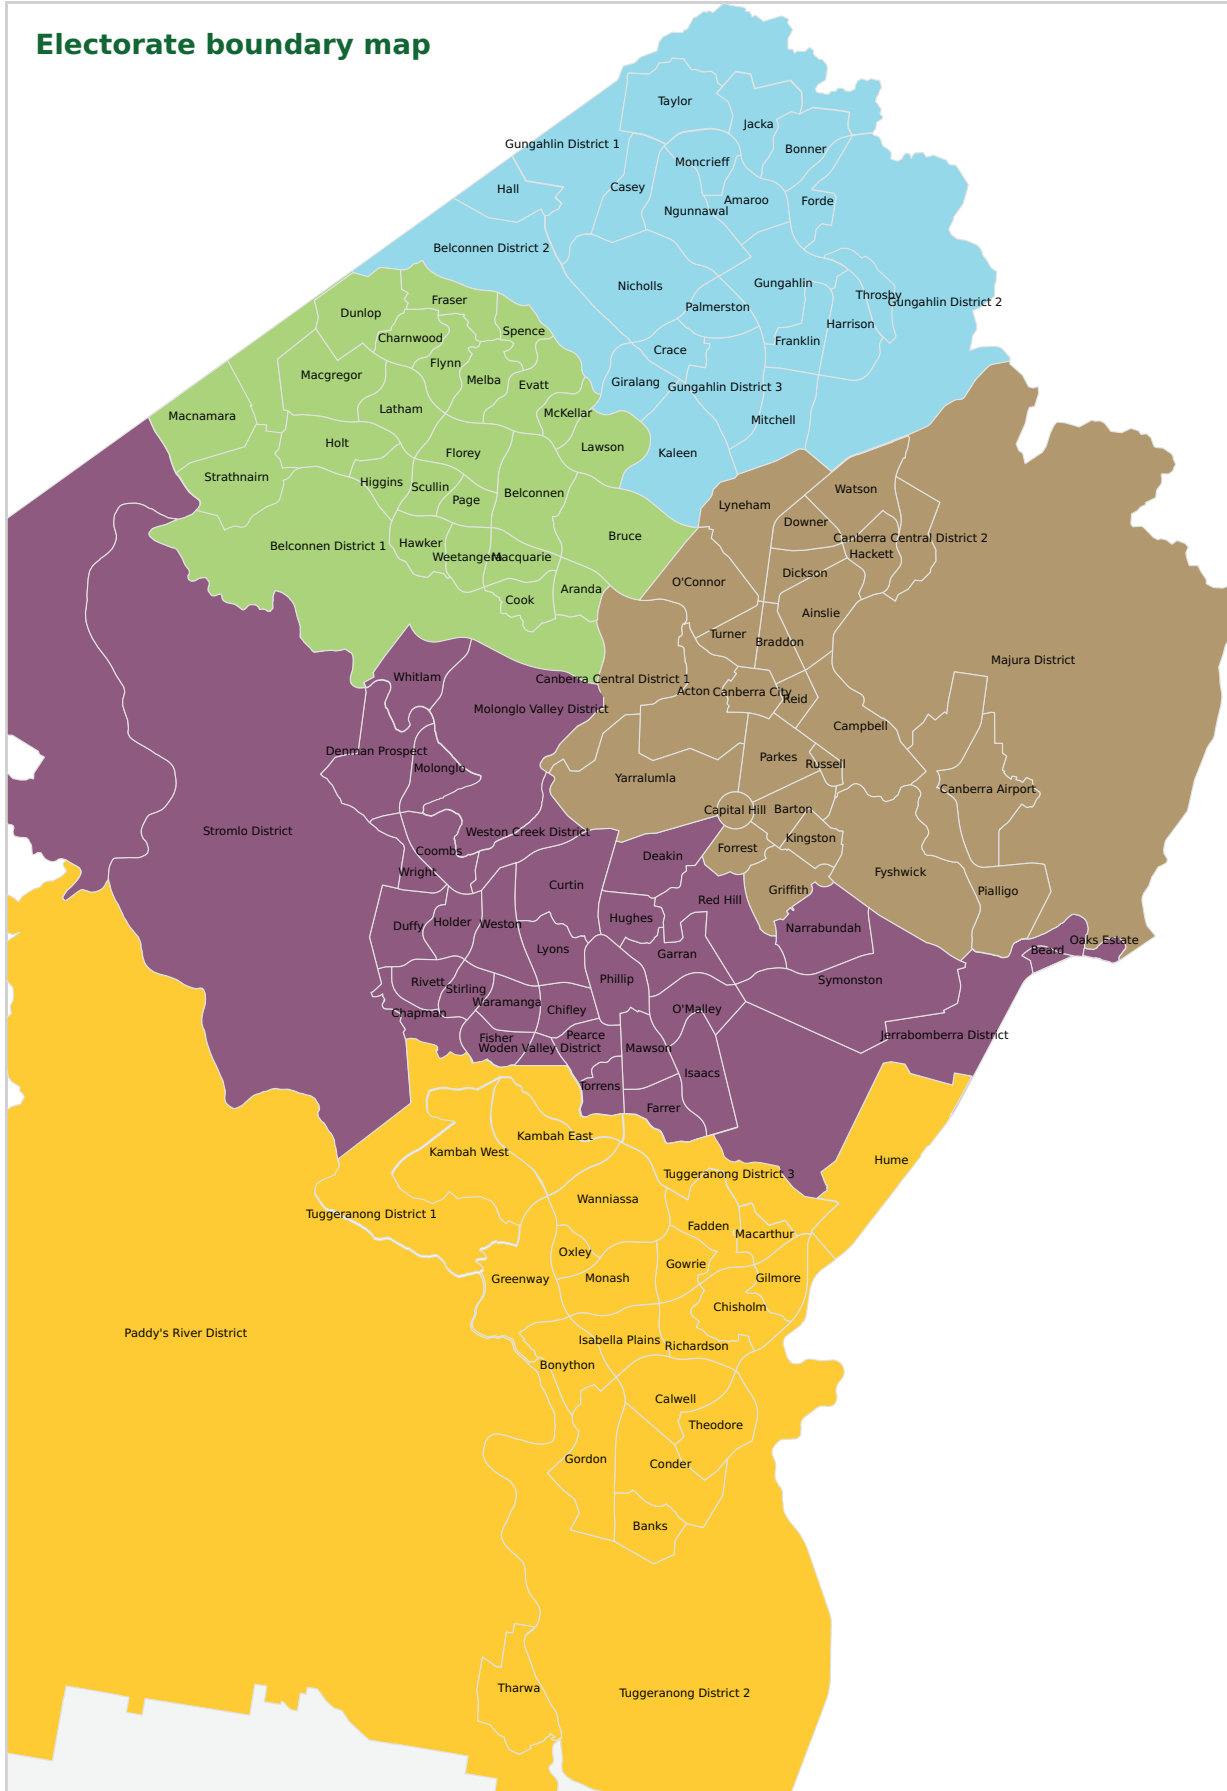 Electorate boundary map
Taylor
Jacka
Gungahlin District 1
Bonner
Moncrieff
Hall
Casey
Amaroo
Forde
Ngunnawal
Belconnen District 2
Nicholls
Gungahlin
Throsby
Gungahlin District 2
Palmerston
Fraser
Dunlop
Harrison
Spence
Charnwood
Franklin
Crace
Flynn
Macgregor
Melba
Evatt
Giralang
Gungahlin District 3
Latham
McKellar
Macnamara
Mitchell
Holt
Lawson
Florey
Kaleen
Strathnairn
Higgins
Scullin
Page
Belconnen
Watson
Lyneham
Downer
Bruce
Canberra Central District 2
Hackett
Belconnen District 1
Hawker
Weetangera
Macquarie
Dickson
O'Connor
Aranda
Cook
Ainslie
Turner
Braddon
Majura District
Whitlam
Canberra Central District 1
Acton
Canberra City
Reid
Molonglo Valley District
Campbell
Denman Prospect
Molonglo
Parkes
Russell
Yarralumla
Canberra Airport
Capital Hill
Barton
Stromlo District
Weston Creek District
Kingston
Coombs
Forrest
Deakin
Wright
Fyshwick
Curtin
Griffith
Pialligo
Red Hill
Hughes
Duffy
Holder
Weston
Narrabundah
Oaks Estate
Beard
Lyons
Garran
Rivett
Stirling
Phillip
Symonston
Waramanga
Chifley
O'Malley
Chapman
Fisher
Pearce
Jerrabomberra District
Woden Valley District
Mawson
Isaacs
Torrens
Farrer
Kambah East
Kambah West
Hume
Tuggeranong District 3
Wanniassa
Tuggeranong District 1
Fadden
Macarthur
Oxley
Gowrie
Greenway
Monash
Gilmore
Chisholm
Paddy's River District
Isabella Plains
Richardson
Bonython
Calwell
Theodore
Gordon
Conder
Banks
Tharwa
Tuggeranong District 2